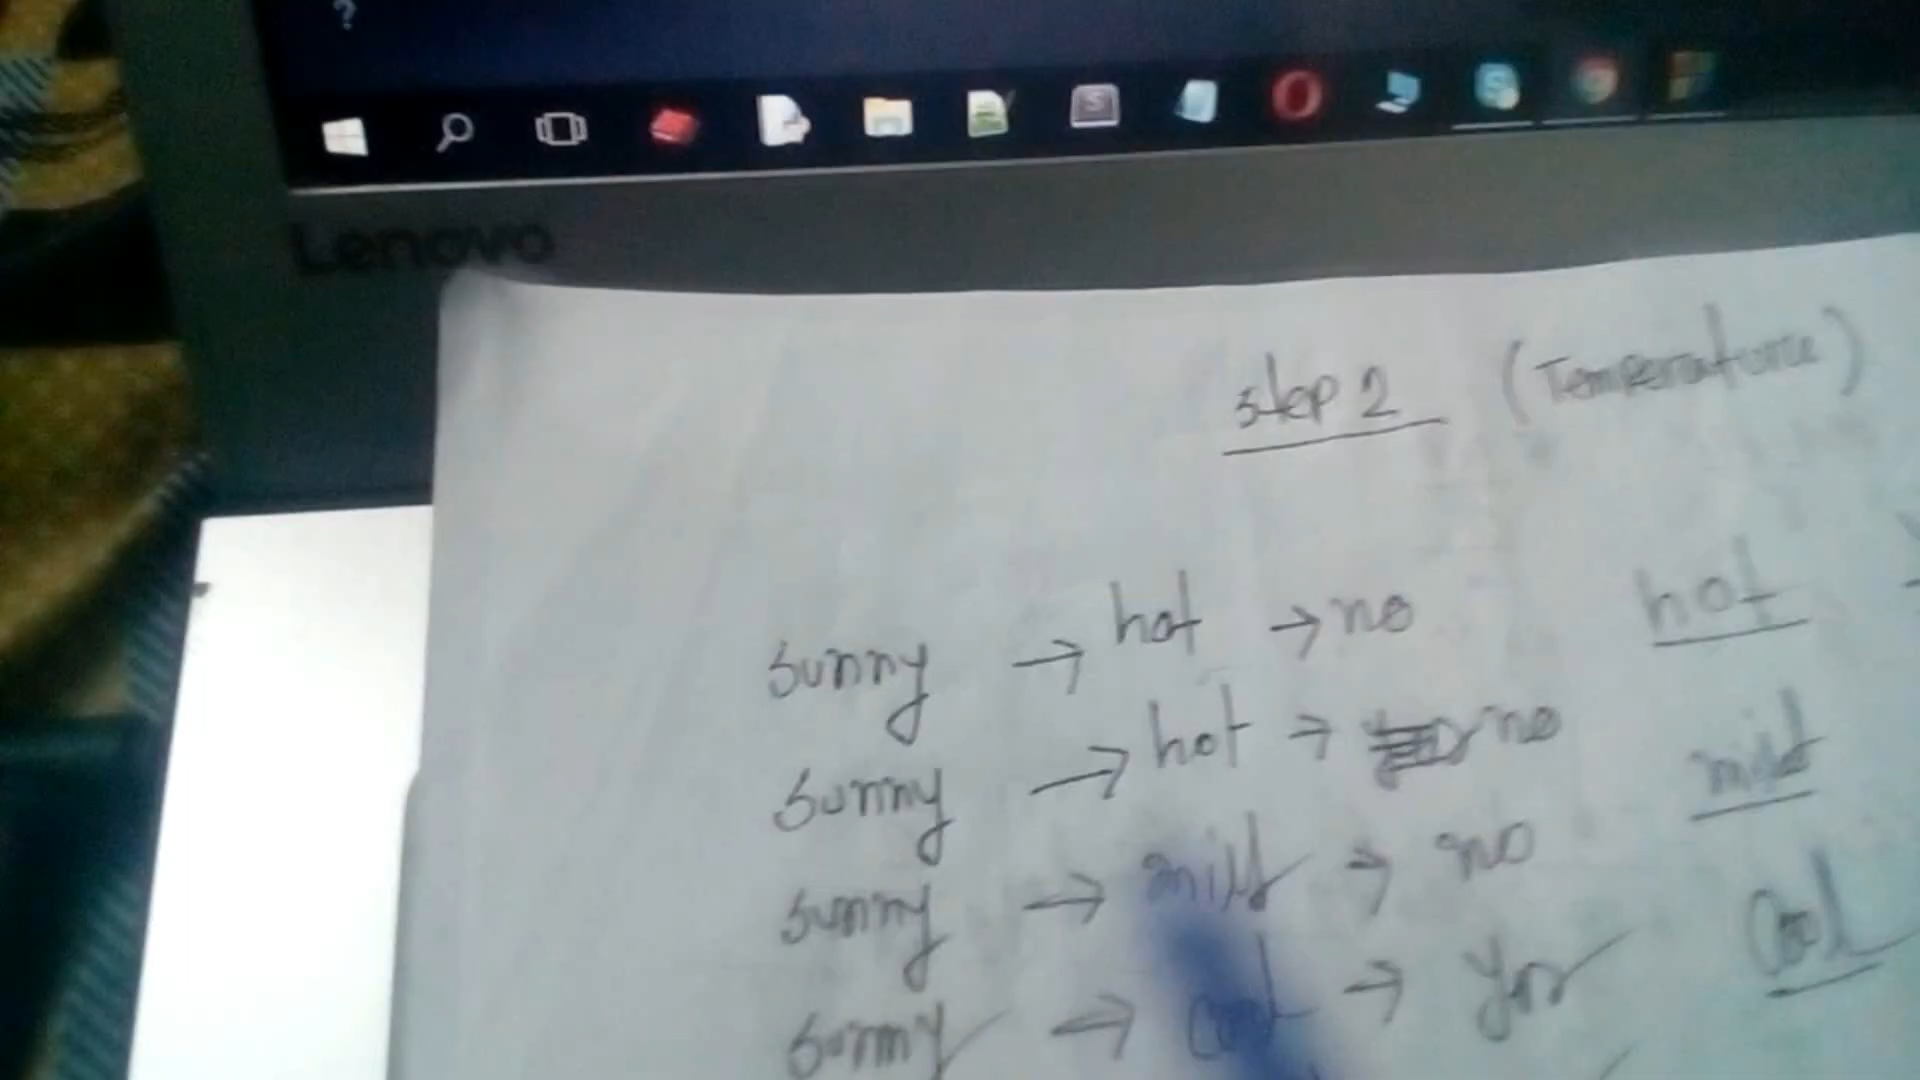 ?
S
Lenovo
step 2 (Temperature)
sunny → hot → no hot
sunny → hot → no mild
sunny → mild → no cool
sunny → cool → yes